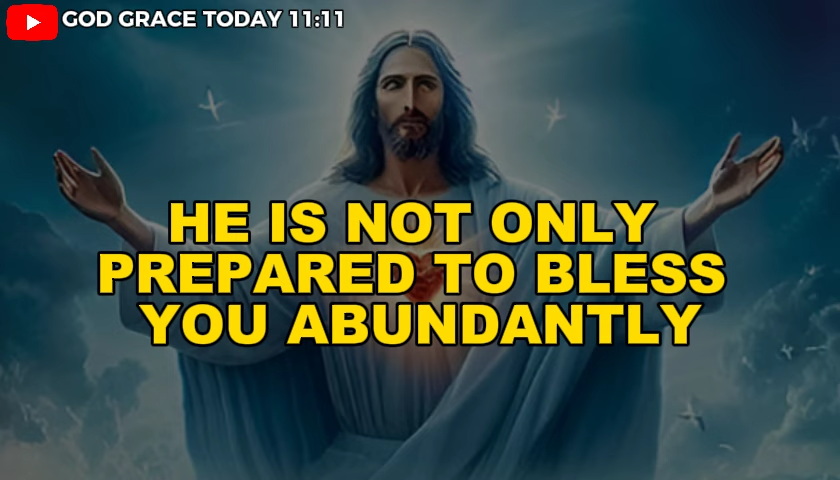 GOD GRACE TODAY 11:11
HE IS NOT ONLY
PREPARED TO BLESS
YOU ABUNDANTLY